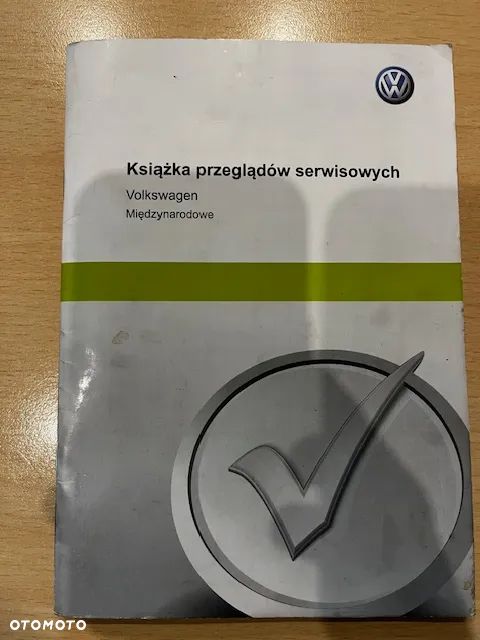 Książka przeglądów serwisowych
Volkswagen
Międzynarodowe
OTOMOTO